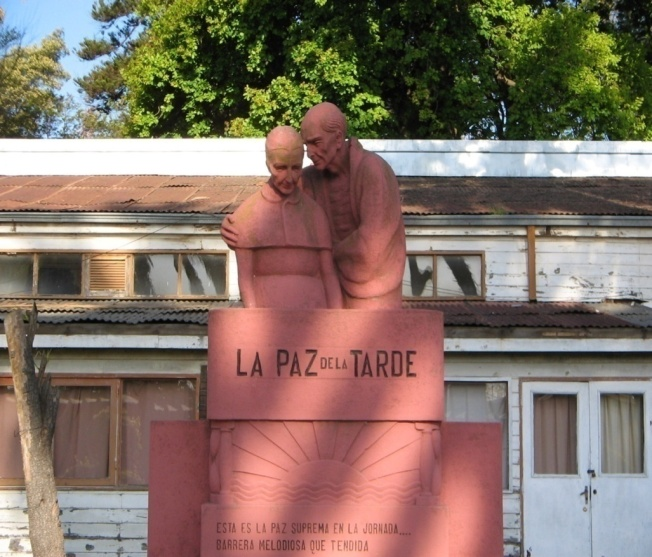 LA PAZ DE LA TARDE
ESTA ES LA PAZ SUPREMA EN LA JORNADA....
BARRERA MELODIOSA QUE TENDIDA